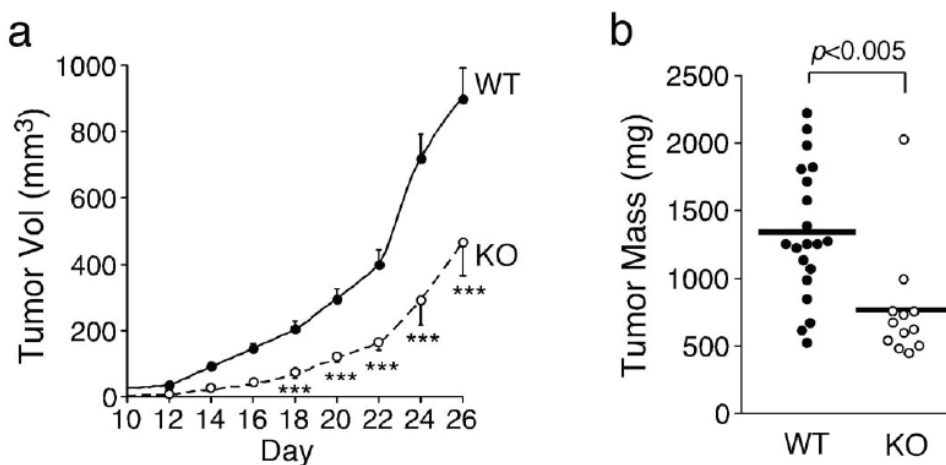 a
Tumor Vol (mm³)
1000
800
600
400
200
0
WT
KO
***
***
***
***
***
10 12 14 16 18 20 22 24 26
Day
b
p<0.005
Tumor Mass (mg)
2500
2000
1500
1000
500
0
WT KO